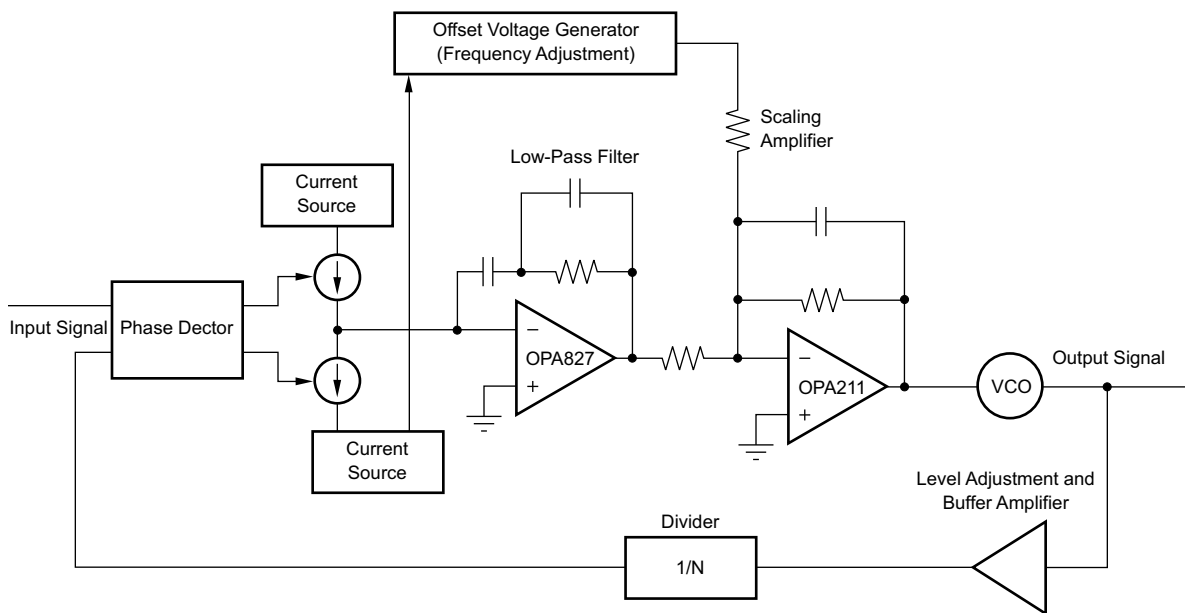 Offset Voltage Generator
(Frequency Adjustment)
Scaling
Amplifier
Low-Pass Filter
Current
Source
Input Signal
Phase Dector
−
OPA827
+
−
OPA211
+
VCO
Output Signal
Current
Source
Level Adjustment and
Buffer Amplifier
Divider
1/N